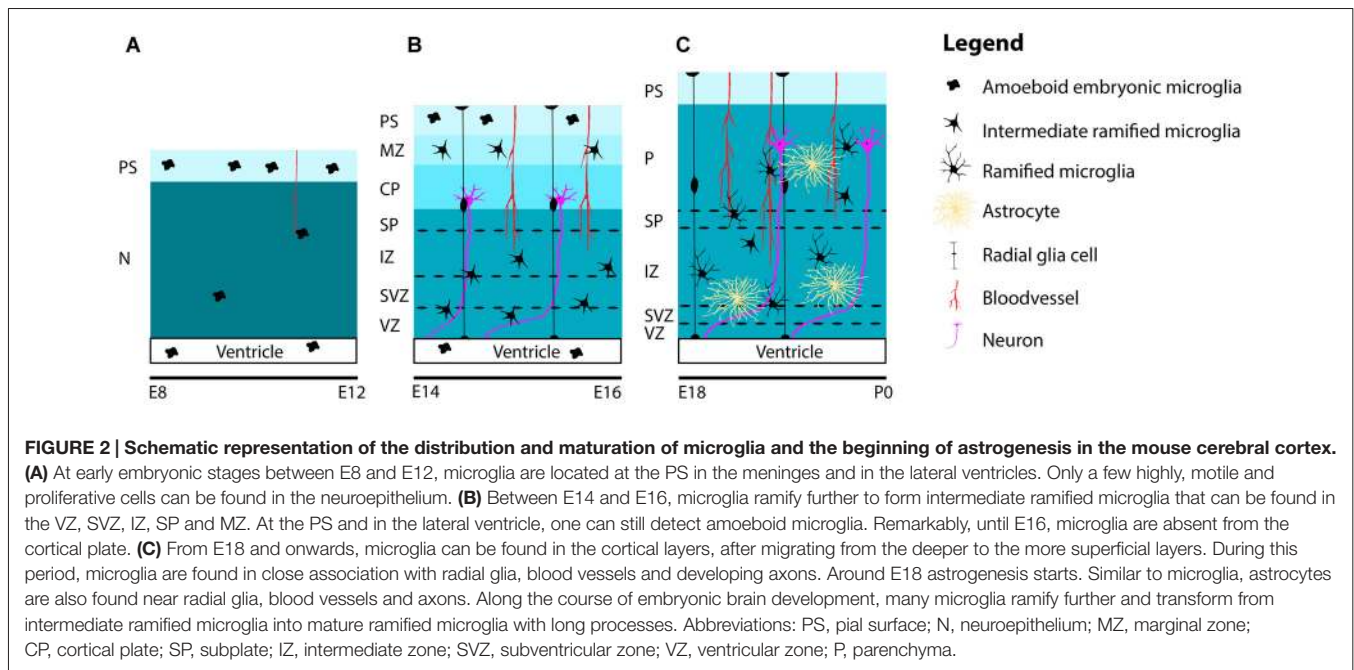 A
B
C
Legend
PS
N
Ventricle
E8 E12
PS
MZ
CP
SP
IZ
SVZ
VZ
Ventricle
E14 E16
PS
P
SP
IZ
SVZ
VZ
Ventricle
E18 P0
Amoeboid embryonic microglia
Intermediate ramified microglia
Ramified microglia
Astrocyte
Radial glia cell
Bloodvessel
Neuron
FIGURE 2 | Schematic representation of the distribution and maturation of microglia and the beginning of astrogenesis in the mouse cerebral cortex.
(A) At early embryonic stages between E8 and E12, microglia are located at the PS in the meninges and in the lateral ventricles. Only a few highly, motile and
proliferative cells can be found in the neuroepithelium. (B) Between E14 and E16, microglia ramify further to form intermediate ramified microglia that can be found in
the VZ, SVZ, IZ, SP and MZ. At the PS and in the lateral ventricle, one can still detect amoeboid microglia. Remarkably, until E16, microglia are absent from the
cortical plate. (C) From E18 and onwards, microglia can be found in the cortical layers, after migrating from the deeper to the more superficial layers. During this
period, microglia are found in close association with radial glia, blood vessels and developing axons. Around E18 astrogenesis starts. Similar to microglia, astrocytes
are also found near radial glia, blood vessels and axons. Along the course of embryonic brain development, many microglia ramify further and transform from
intermediate ramified microglia into mature ramified microglia with long processes. Abbreviations: PS, pial surface; N, neuroepithelium; MZ, marginal zone;
CP, cortical plate; SP, subplate; IZ, intermediate zone; SVZ, subventricular zone; VZ, ventricular zone; P, parenchyma.